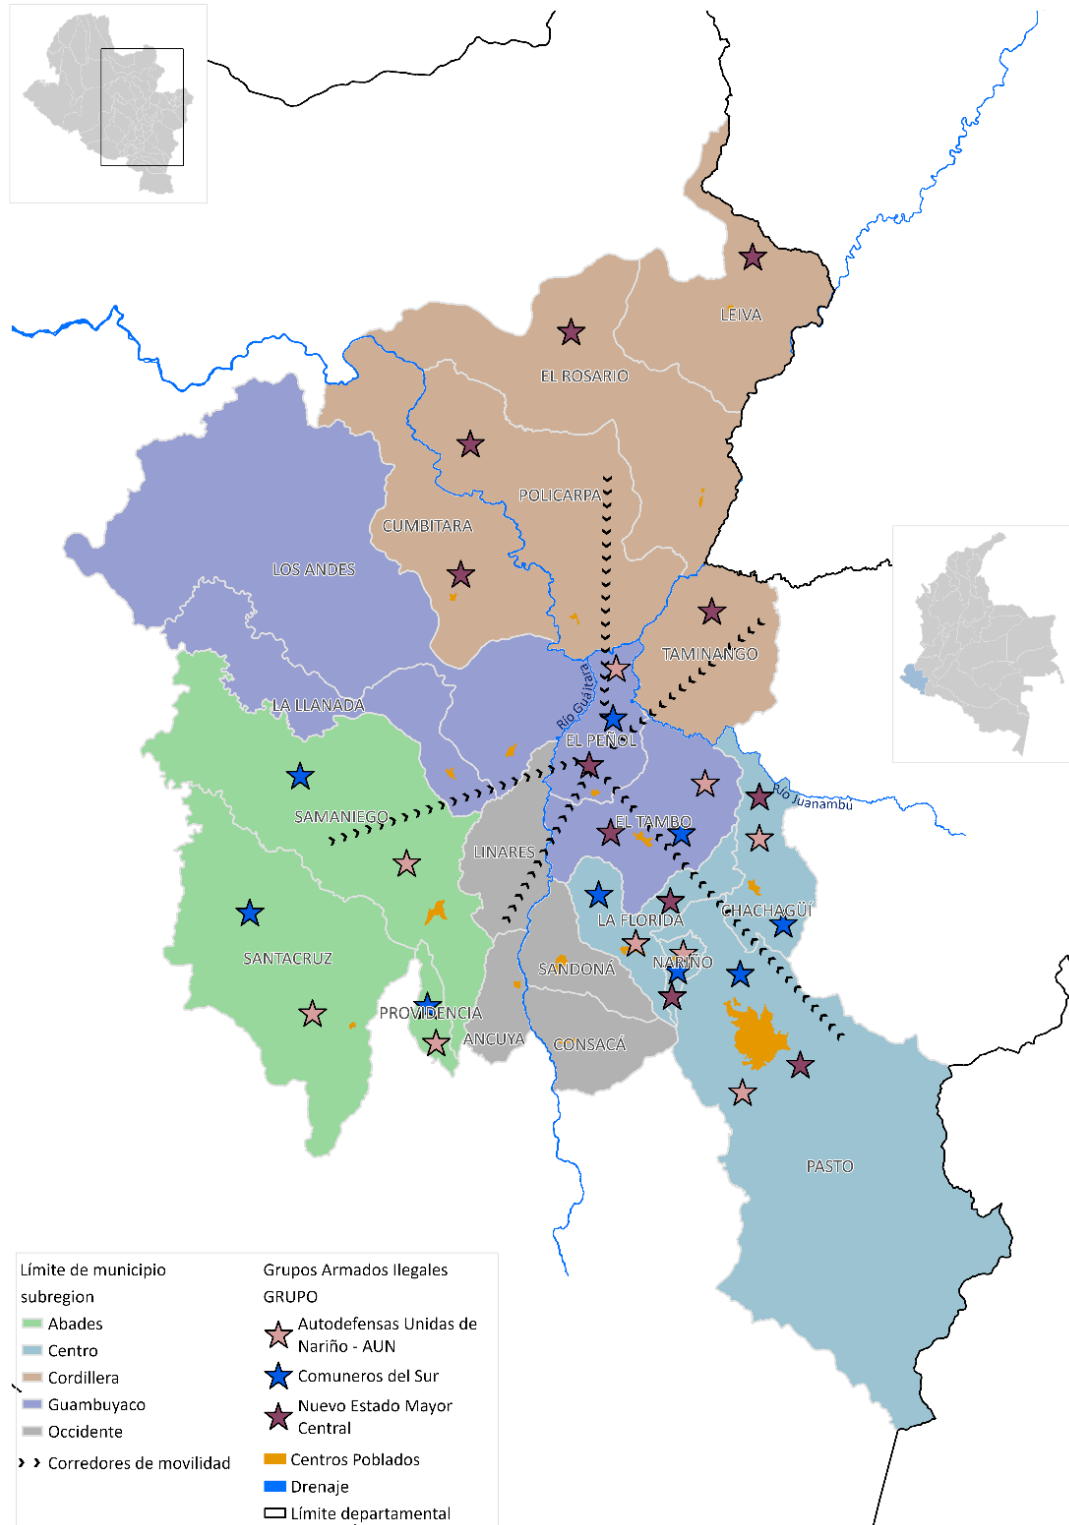 LEIVA
EL ROSARIO
POLICARPA
CUMBITARA
LOS ANDES
TAMINANGO
Río Guáitara
LA LLANADA
EL PEÑOL
Río Juanambú
SAMANIEGO
EL TAMBO
LINARES
CHACHAGÜÍ
LA FLORIDA
SANTACRUZ
SANDONÁ
NARIÑO
PROVIDENCIA
ANCUYA
CONSACÁ
PASTO
Límite de municipio
subregion
Abades
Centro
Cordillera
Guambuyaco
Occidente
Corredores de movilidad
Grupos Armados Ilegales
GRUPO
Autodefensas Unidas de
Nariño - AUN
Comuneros del Sur
Nuevo Estado Mayor
Central
Centros Poblados
Drenaje
Límite departamental